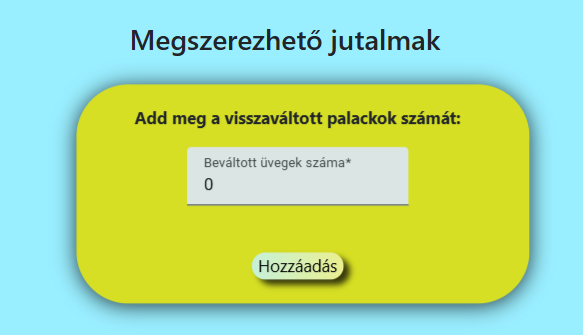 Megszerezhető jutalmak
Add meg a visszaváltott palackok számát:
Beváltott üvegek száma*
0
Hozzáadás